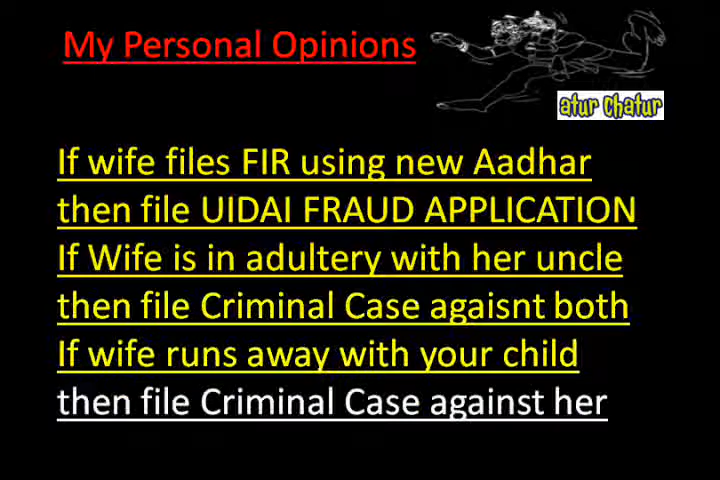 My Personal Opinions
atur Chatur
If wife files FIR using new Aadhar
then file UIDAI FRAUD APPLICATION
If Wife is in adultery with her uncle
then file Criminal Case agaisnt both
If wife runs away with your child
then file Criminal Case against her